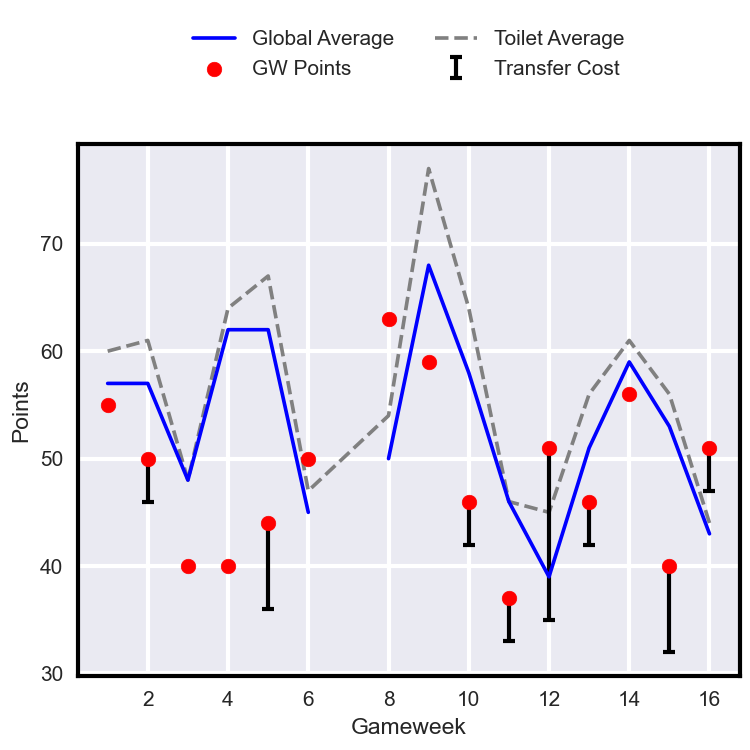 Global Average
Toilet Average
GW Points
Transfer Cost
Points
70
60
50
40
30
2 4 6 8 10 12 14 16
Gameweek